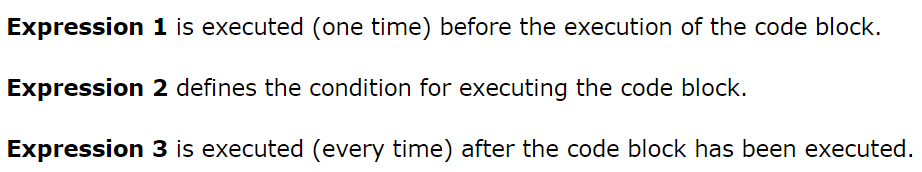 Expression 1 is executed (one time) before the execution of the code block.
Expression 2 defines the condition for executing the code block.
Expression 3 is executed (every time) after the code block has been executed.